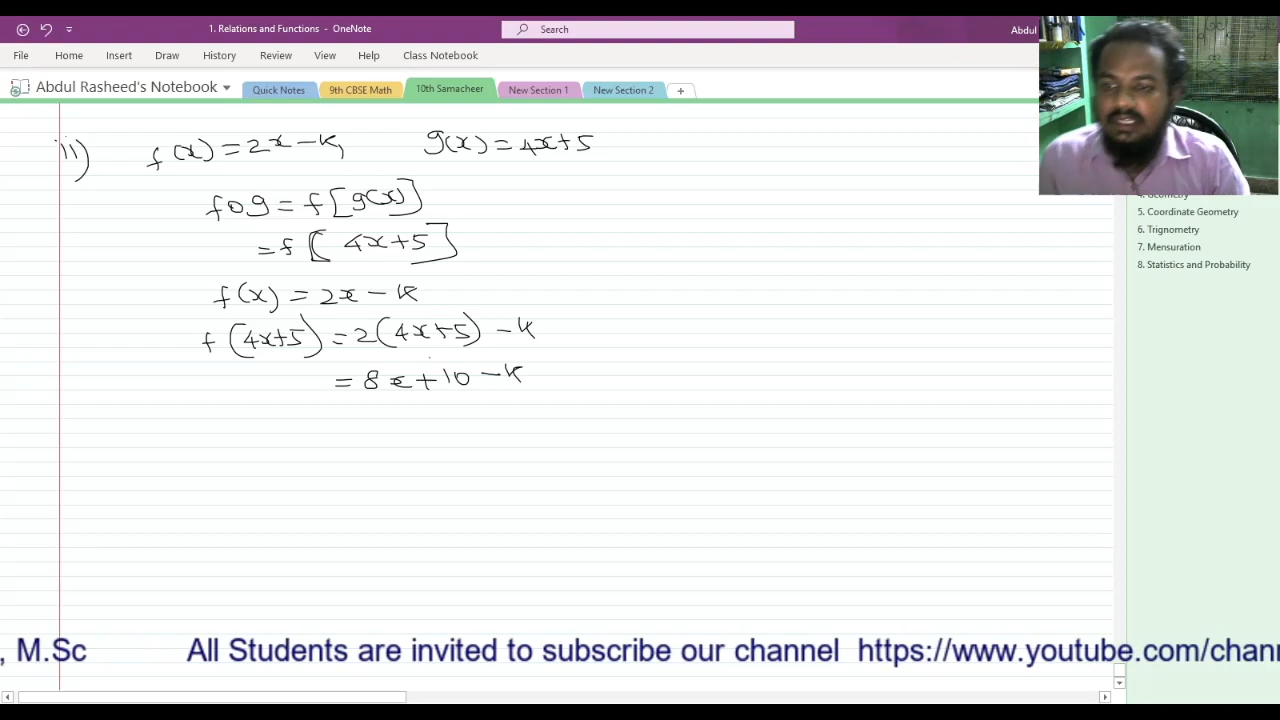 1. Relations and Functions - OneNote
Search
Abdul
File Home Insert Draw History Review View Help Class Notebook
Abdul Rasheed's Notebook
Quick Notes
9th CBSE Math
10th Samacheer
New Section 1
New Section 2
ii) f(x) = 2x - k, g(x) = 4x+5
fog = f[g(x)]
= f[4x+5]
f(x) = 2x - k
f(4x+5) = 2(4x+5) - k
= 8x+10 - k
5. Coordinate Geometry
6. Trignometry
7. Mensuration
8. Statistics and Probability
, M.Sc All Students are invited to subscribe our channel https://www.youtube.com/chann